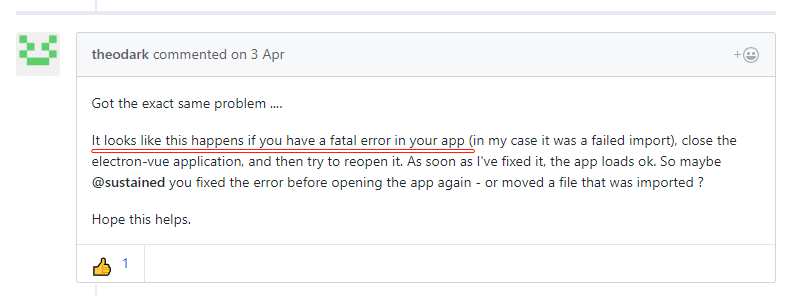 theodark commented on 3 Apr
Got the exact same problem ....
It looks like this happens if you have a fatal error in your app (in my case it was a failed import), close the
electron-vue application, and then try to reopen it. As soon as I've fixed it, the app loads ok. So maybe
@sustained you fixed the error before opening the app again - or moved a file that was imported ?
Hope this helps.
1